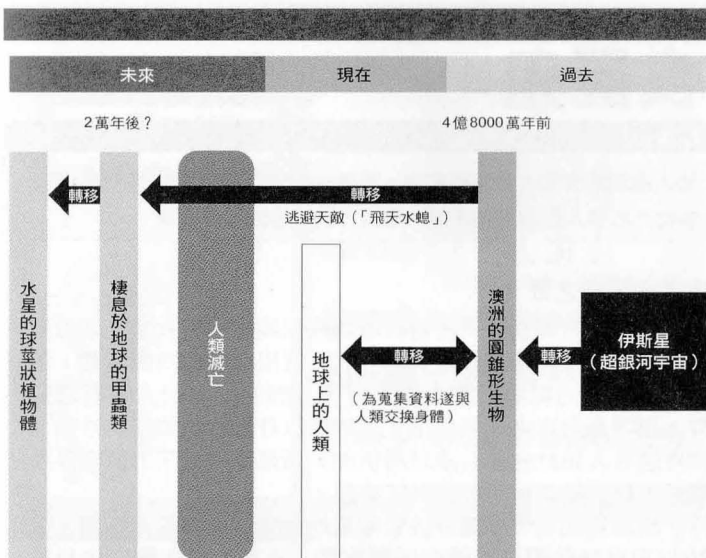 未來
現在
過去
2萬年後？
4億8000萬年前
轉移
轉移
逃避天敵（「飛天水螅」）
水星的球莖狀植物體
棲息於地球的甲蟲類
人類滅亡
地球上的人類
轉移
（為蒐集資料遂與
人類交換身體）
澳洲的圓錐形生物
轉移
伊斯星
（超銀河宇宙）